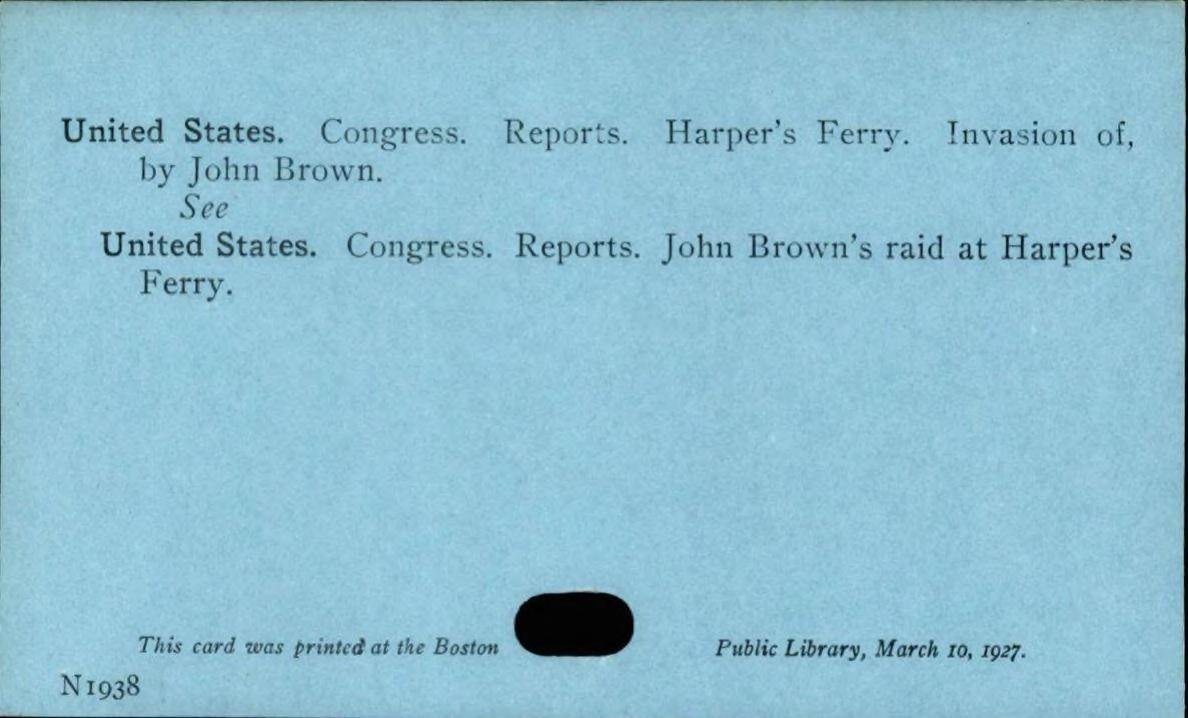 United States. Congress. Reports. Harper's Ferry. Invasion of,
by John Brown.
See
United States. Congress. Reports. John Brown's raid at Harper's
Ferry.
This card was printed at the Boston Public Library, March 10, 1927.
N1938